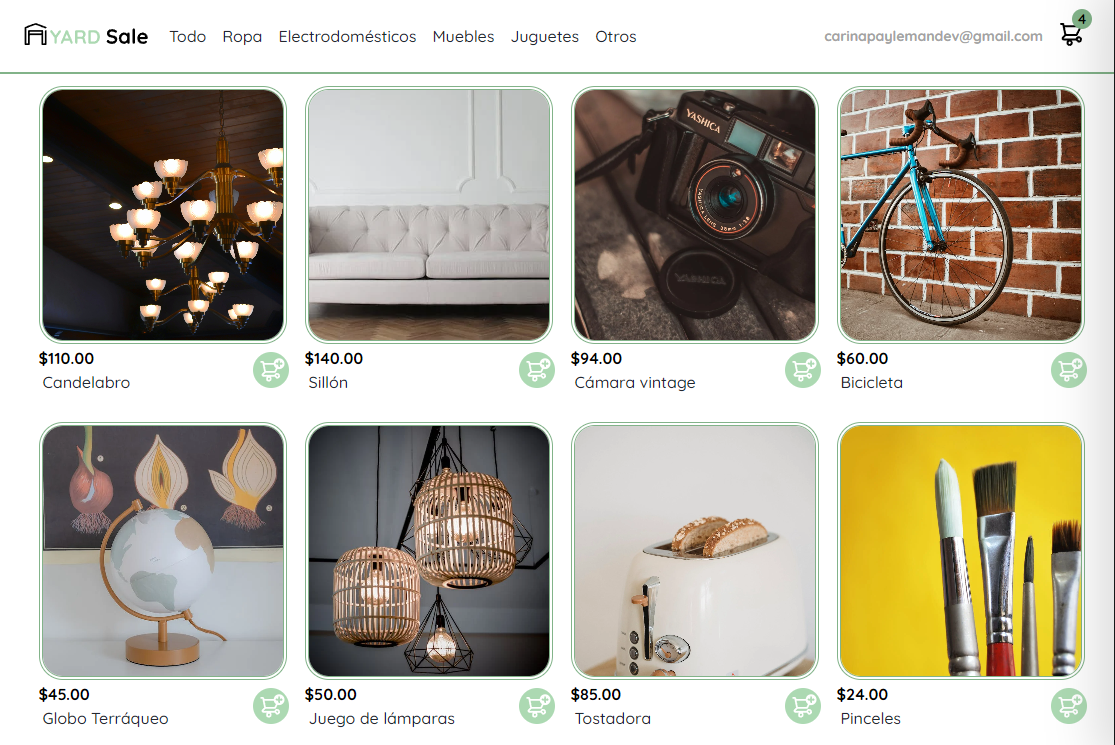 YARD Sale Todo Ropa Electrodomésticos Muebles Juguetes Otros carinapaylemandev@gmail.com 4
YASHICA
YASHICA
$110.00 $140.00 $94.00 $60.00
Candelabro Sillón Cámara vintage Bicicleta
$45.00 $50.00 $85.00 $24.00
Globo Terráqueo Juego de lámparas Tostadora Pinceles